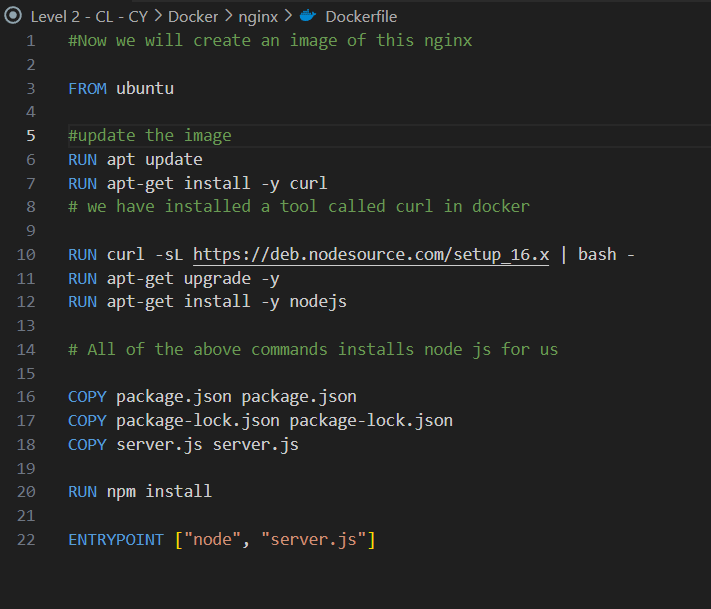 Level 2 - CL - CY > Docker > nginx > Dockerfile
1 #Now we will create an image of this nginx
2
3 FROM ubuntu
4
5 #update the image
6 RUN apt update
7 RUN apt-get install -y curl
8 # we have installed a tool called curl in docker
9
10 RUN curl -sL https://deb.nodesource.com/setup_16.x | bash -
11 RUN apt-get upgrade -y
12 RUN apt-get install -y nodejs
13
14 # All of the above commands installs node js for us
15
16 COPY package.json package.json
17 COPY package-lock.json package-lock.json
18 COPY server.js server.js
19
20 RUN npm install
21
22 ENTRYPOINT ["node", "server.js"]